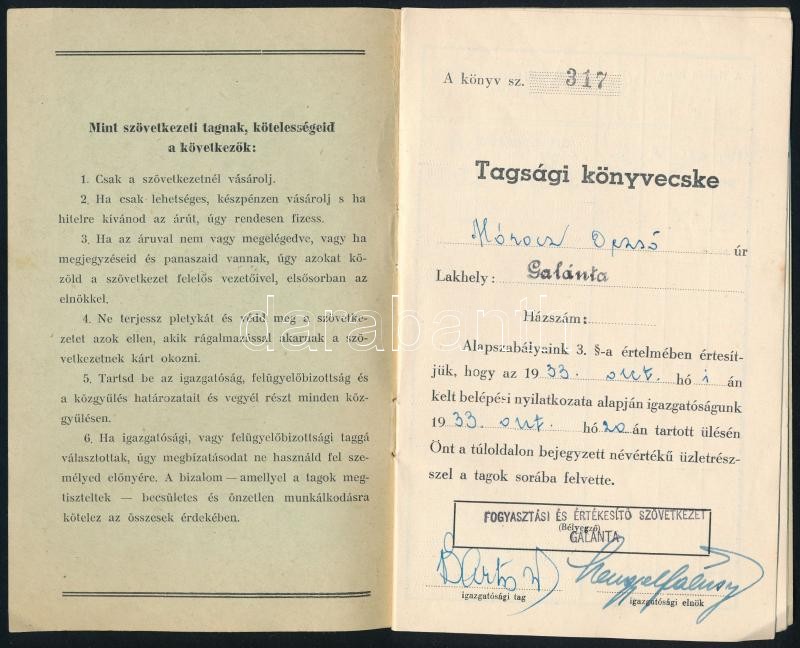 Mint szövetkezeti tagnak, kötelességeid
a következők:
1. Csak a szövetkezetnél vásárolj.
2. Ha csak lehetséges, készpénzen vásárolj s ha
hitelre kívánod az árút, úgy rendesen fizess.
3. Ha az áruval nem vagy megelégedve, vagy ha
megjegyzéseid és panaszaid vannak, úgy azokat kö-
zöld a szövetkezet felelős vezetőivel, elsősorban az
elnökkel.
4. Ne terjessz pletykát és védd meg a szövetke-
zetet azok ellen, akik rágalmazással akarnak a szö-
vetkezetnek kárt okozni.
5. Tartsd be az igazgatóság, felügyelőbizottság és
a közgyűlés határozatait és vegyél részt minden köz-
gyűlésen.
6. Ha igazgatósági, vagy felügyelőbizottsági taggá
választottak, úgy megbizatásodat ne használd fel sze-
mélyed előnyére. A bizalom — amellyel a tagok meg-
tiszteltek — becsületes és önzetlen munkálkodásra
kötelez az összesek érdekében.
A könyv sz. 317
Tagsági könyvecske
Mórocz Dezső úr
Lakhely: Galánta
Házszám:
Alapszabályaink 3. §-a értelmében értesít-
jük, hogy az 1933. okt. hó 1 án
kelt belépési nyilatkozata alapján igazgatóságunk
1933. okt. hó 20 án tartott ülésén
Önt a túloldalon bejegyzett névértékű üzletrész-
szel a tagok sorába felvette.
FOGYASZTÁSI ÉS ÉRTÉKESÍTŐ SZÖVETKEZET
(Bélyegző)
GALÁNTA
igazgatósági tag
igazgatósági elnök
darabanth